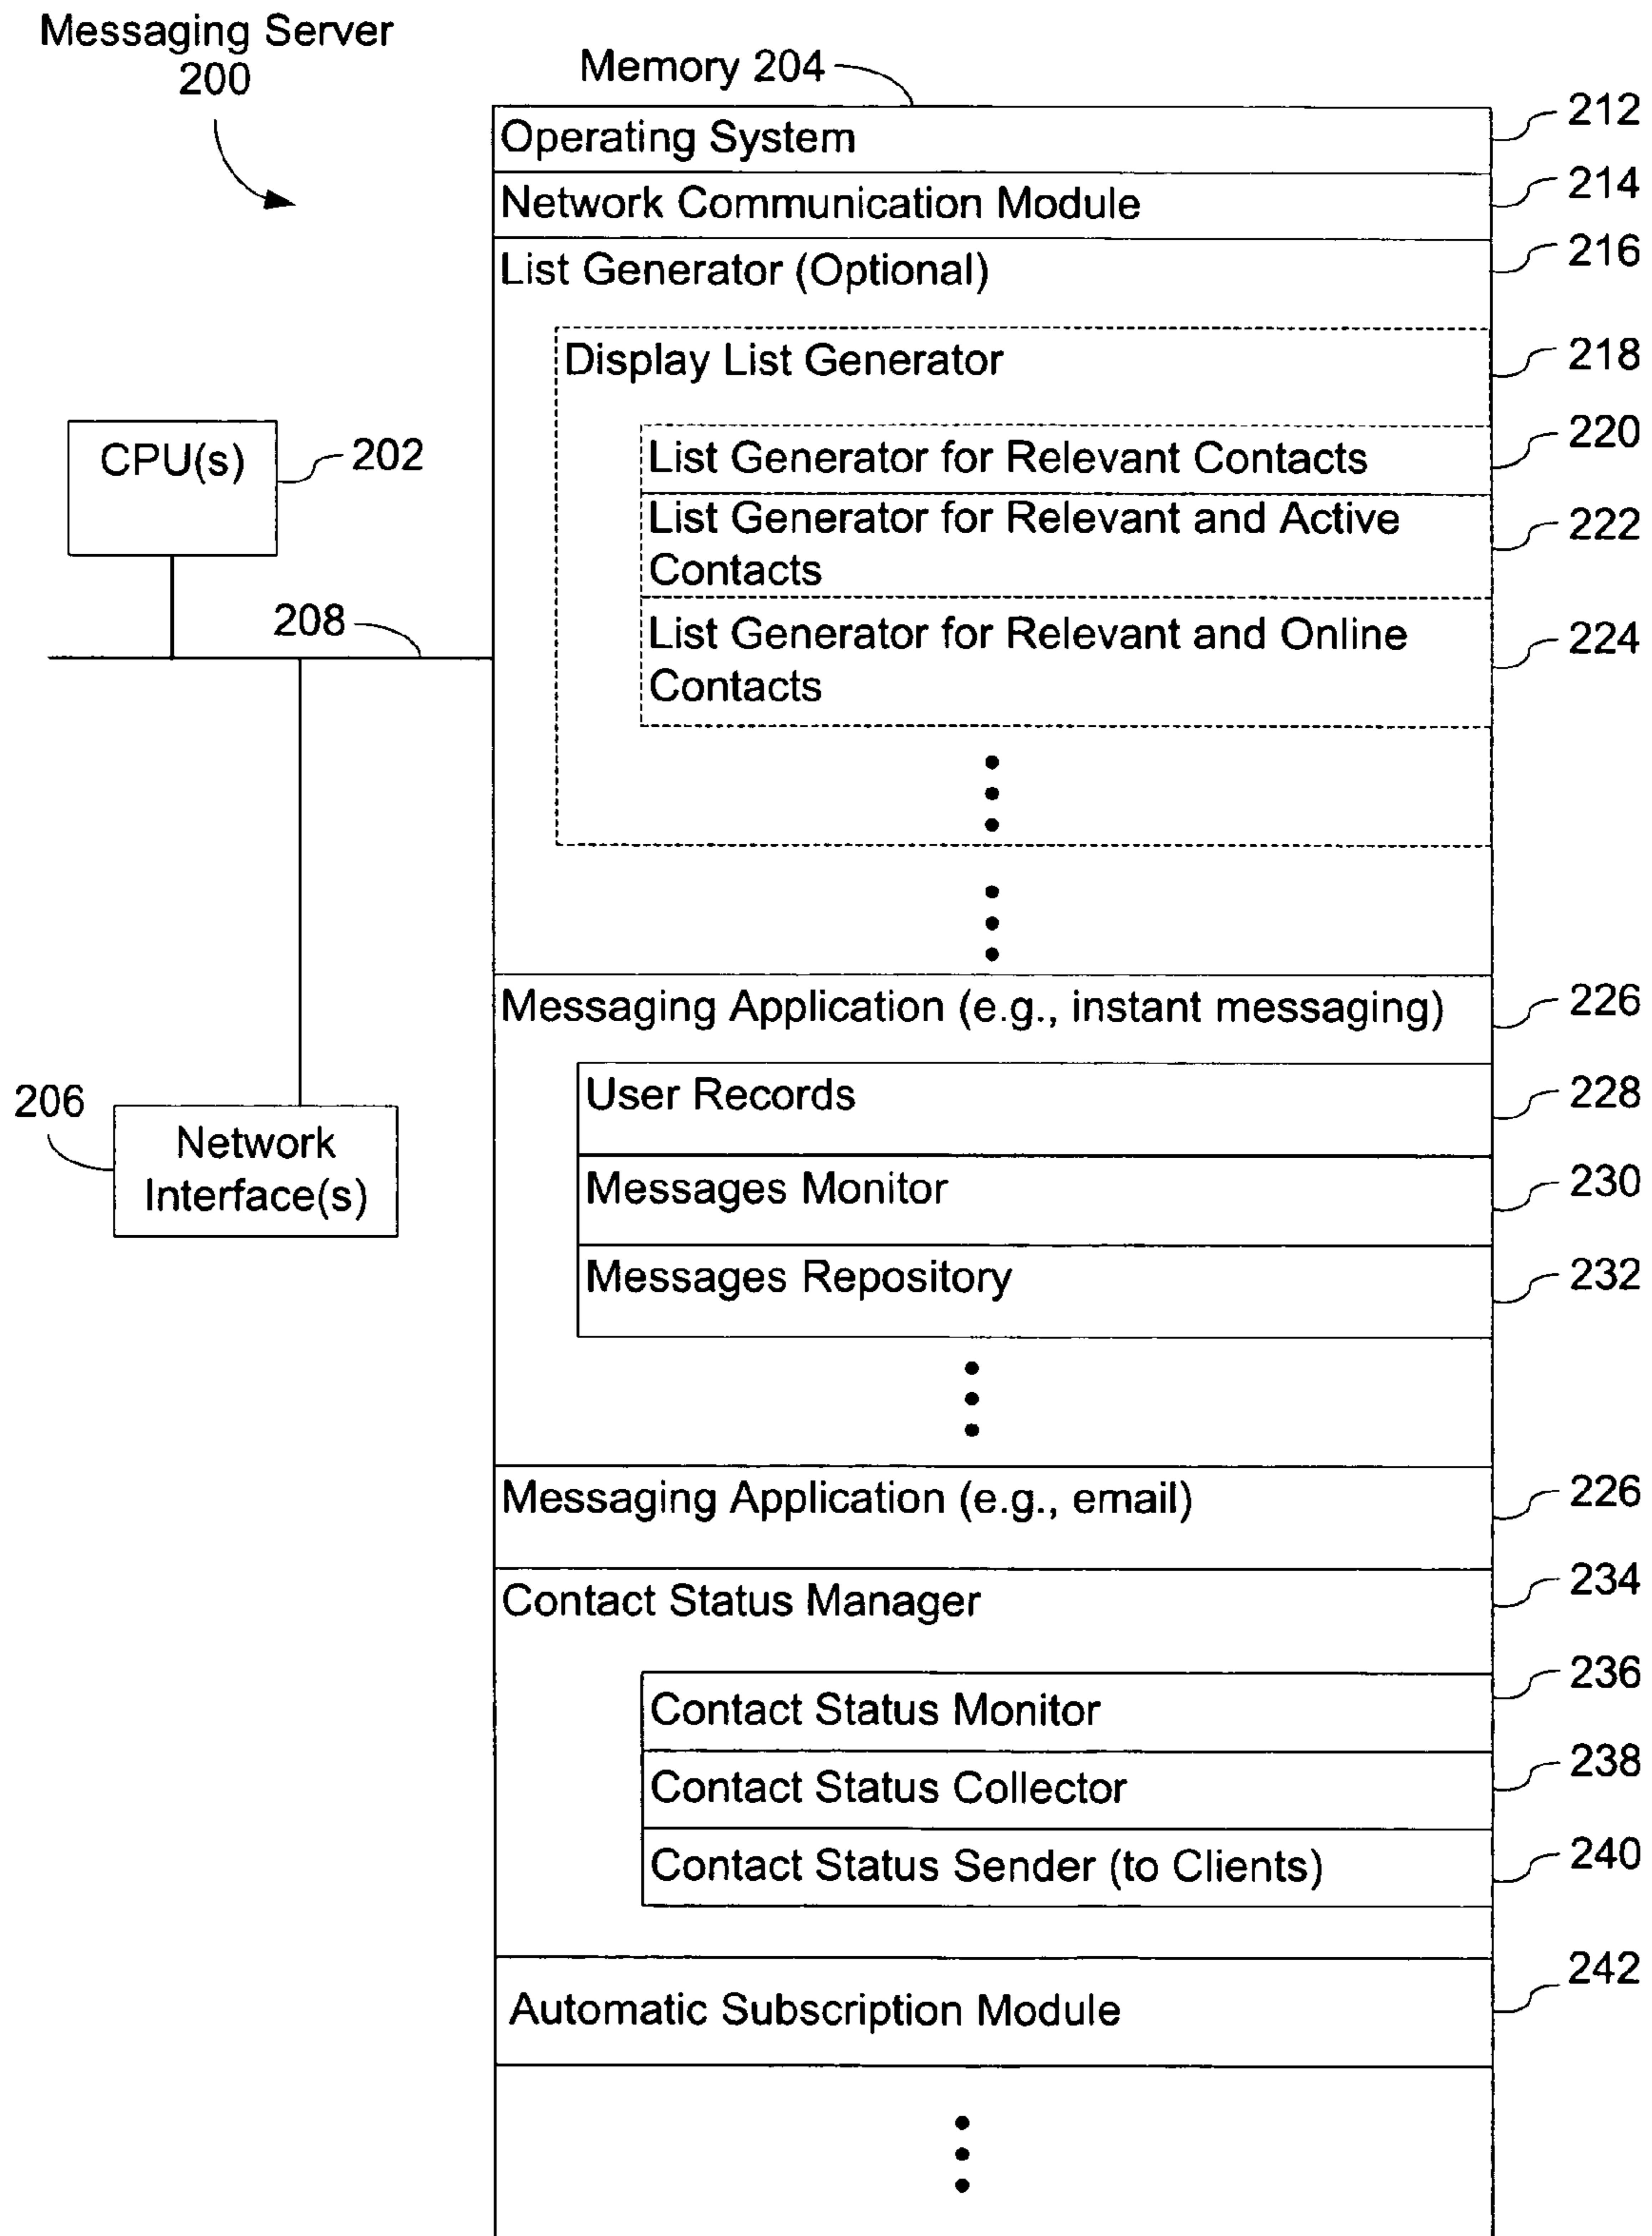 Messaging Server
200
Memory 204
Operating System
212
Network Communication Module
214
List Generator (Optional)
216
Display List Generator
218
List Generator for Relevant Contacts
220
List Generator for Relevant and Active
Contacts
222
List Generator for Relevant and Online
Contacts
224
CPU(s)
202
208
206
Network
Interface(s)
Messaging Application (e.g., instant messaging)
226
User Records
228
Messages Monitor
230
Messages Repository
232
Messaging Application (e.g., email)
226
Contact Status Manager
234
Contact Status Monitor
236
Contact Status Collector
238
Contact Status Sender (to Clients)
240
Automatic Subscription Module
242